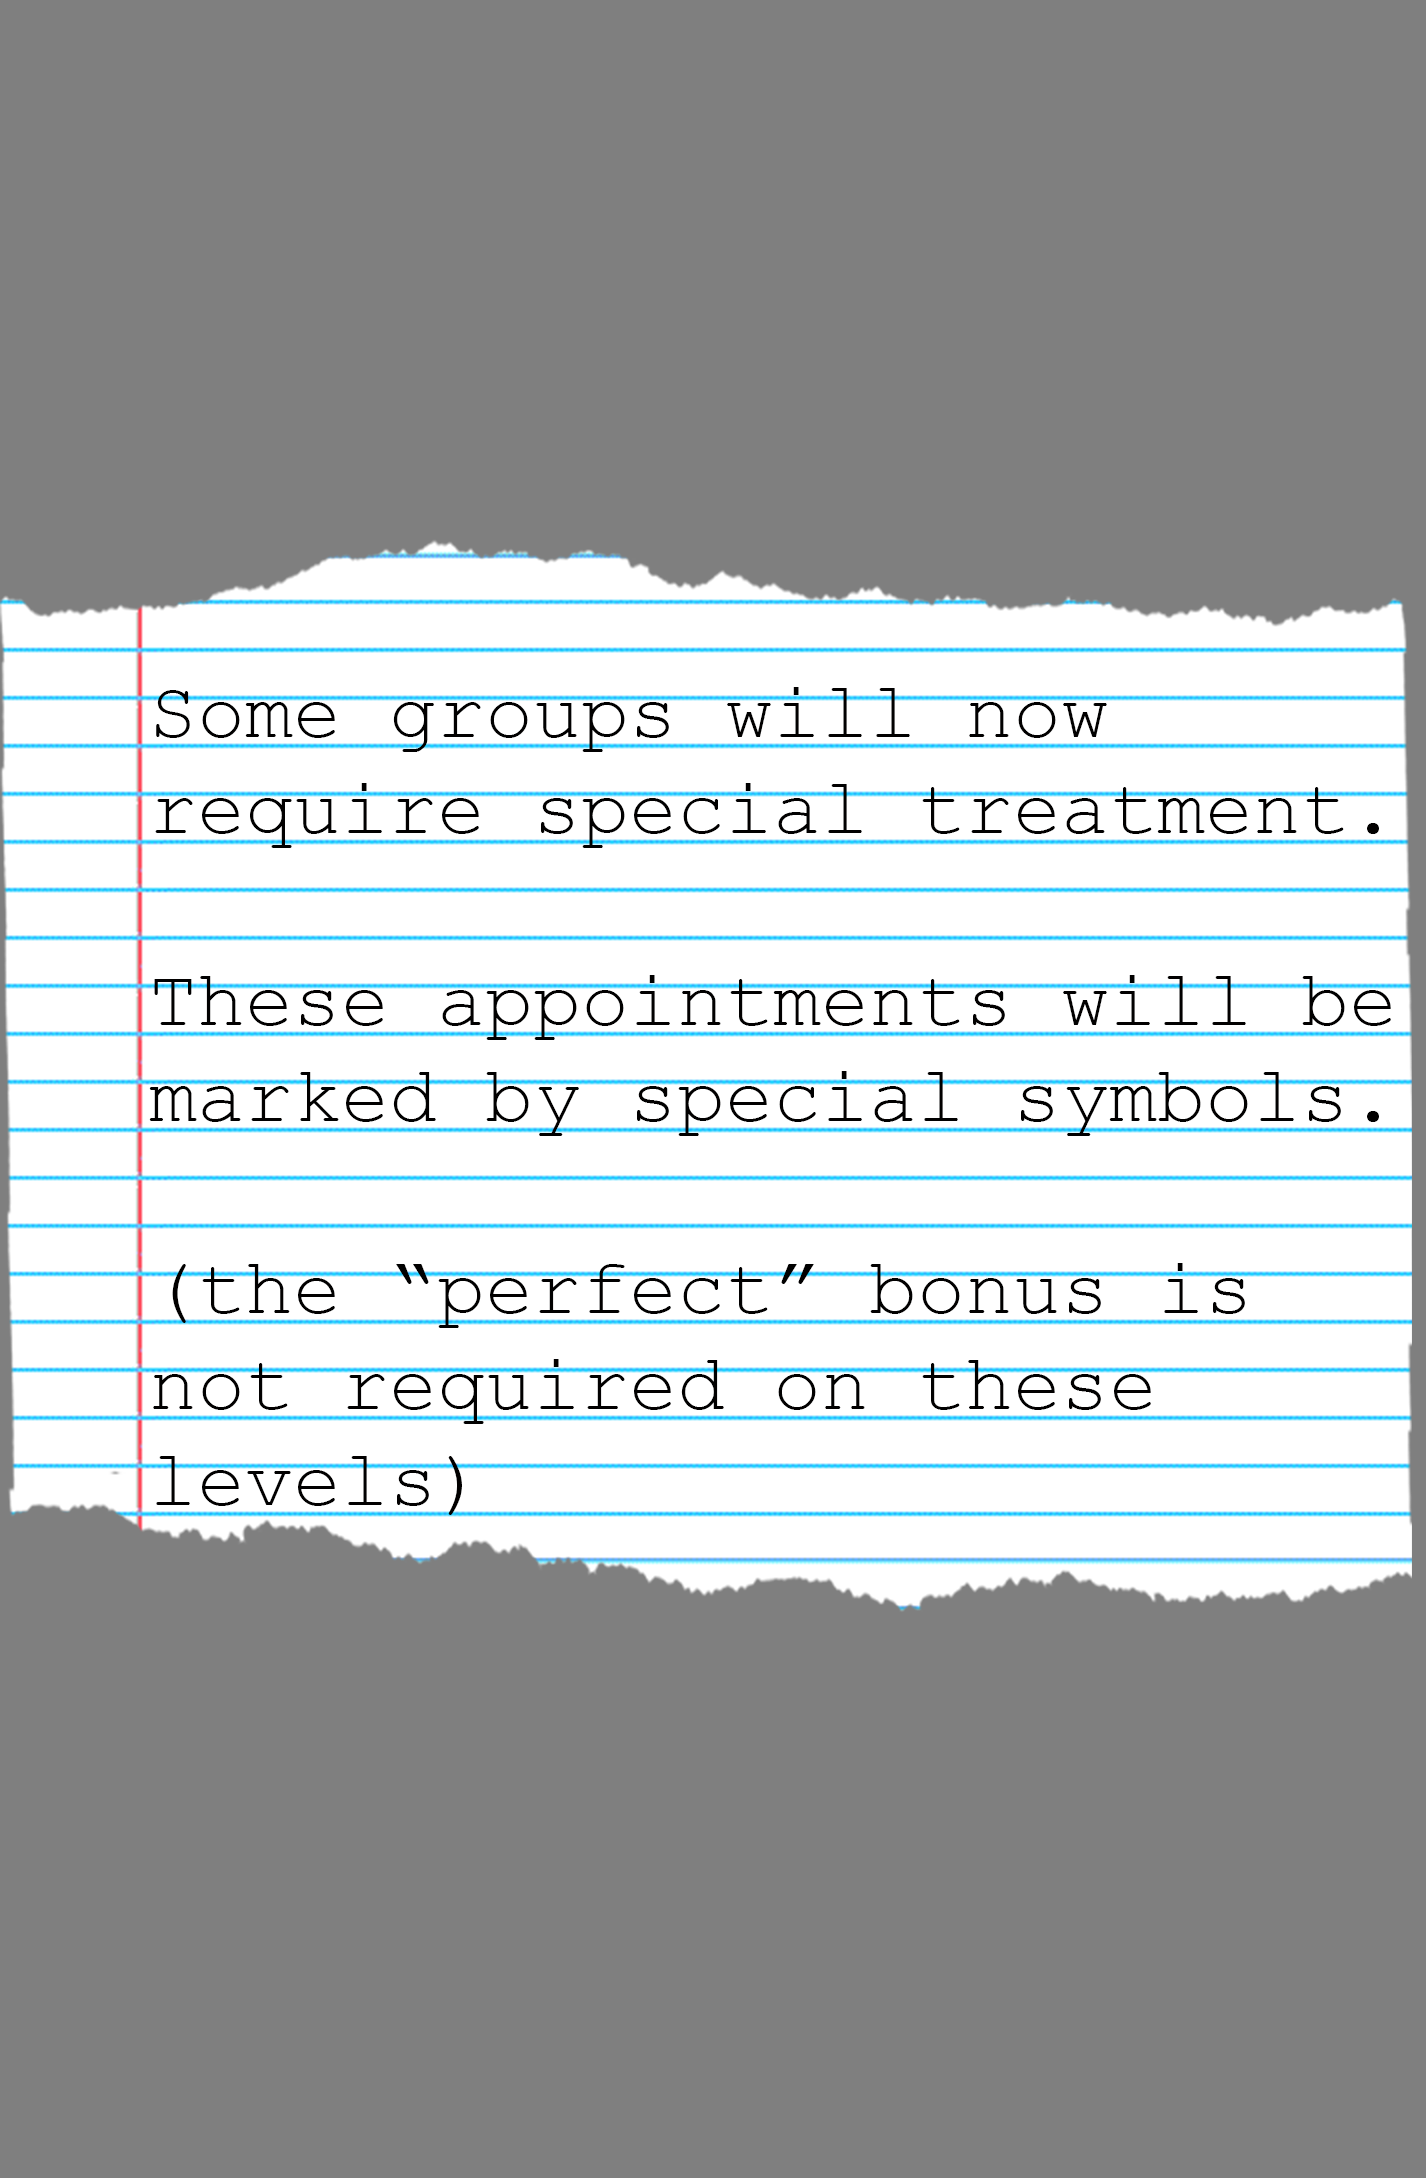 Some groups will now
require special treatment.
These appointments will be
marked by special symbols.
(the “perfect” bonus is
not required on these
levels)